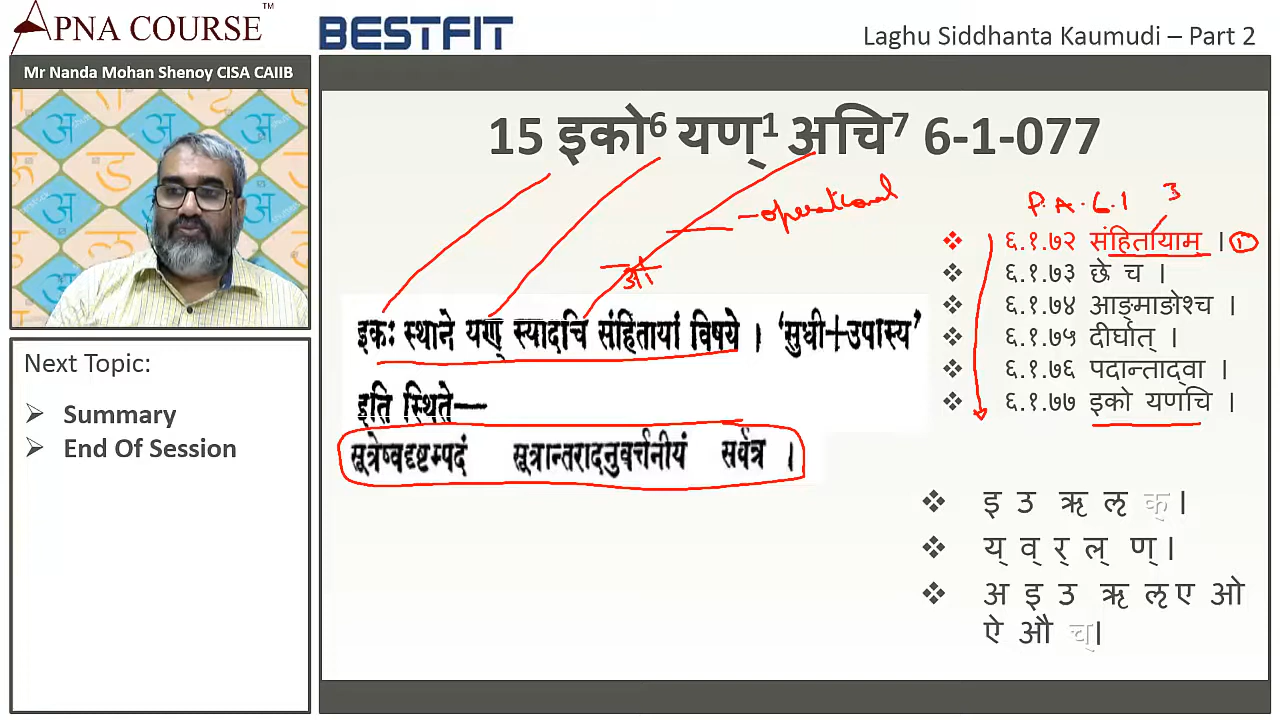 APNA COURSE™
BESTFIT
Laghu Siddhanta Kaumudi – Part 2
Mr Nanda Mohan Shenoy CISA CAIIB
Next Topic:
Summary
End Of Session
15 इको⁶ यण्¹ अचि⁷ 6-1-077
operational
इकः स्थाने यण् स्यादचि संहितायां विषये । 'सुधी+उपास्य'
इति स्थिते—
सूत्रेष्वदृष्टम्पदं सूत्रान्तरादनुवर्त्तनीयं सर्वत्र ।
P. A. L. I 3
६.१.७२ संहितायाम । 1
६.१.७३ छे च ।
६.१.७४ आङ्माङोश्च ।
६.१.७५ दीर्घात् ।
६.१.७६ पदान्ताद्वा ।
६.१.७७ इको यणचि ।
इ उ ऋ ऌ क् ।
य् व् र् ल् ण् ।
अ इ उ ऋ ऌ ए ओ
ऐ औ च् ।